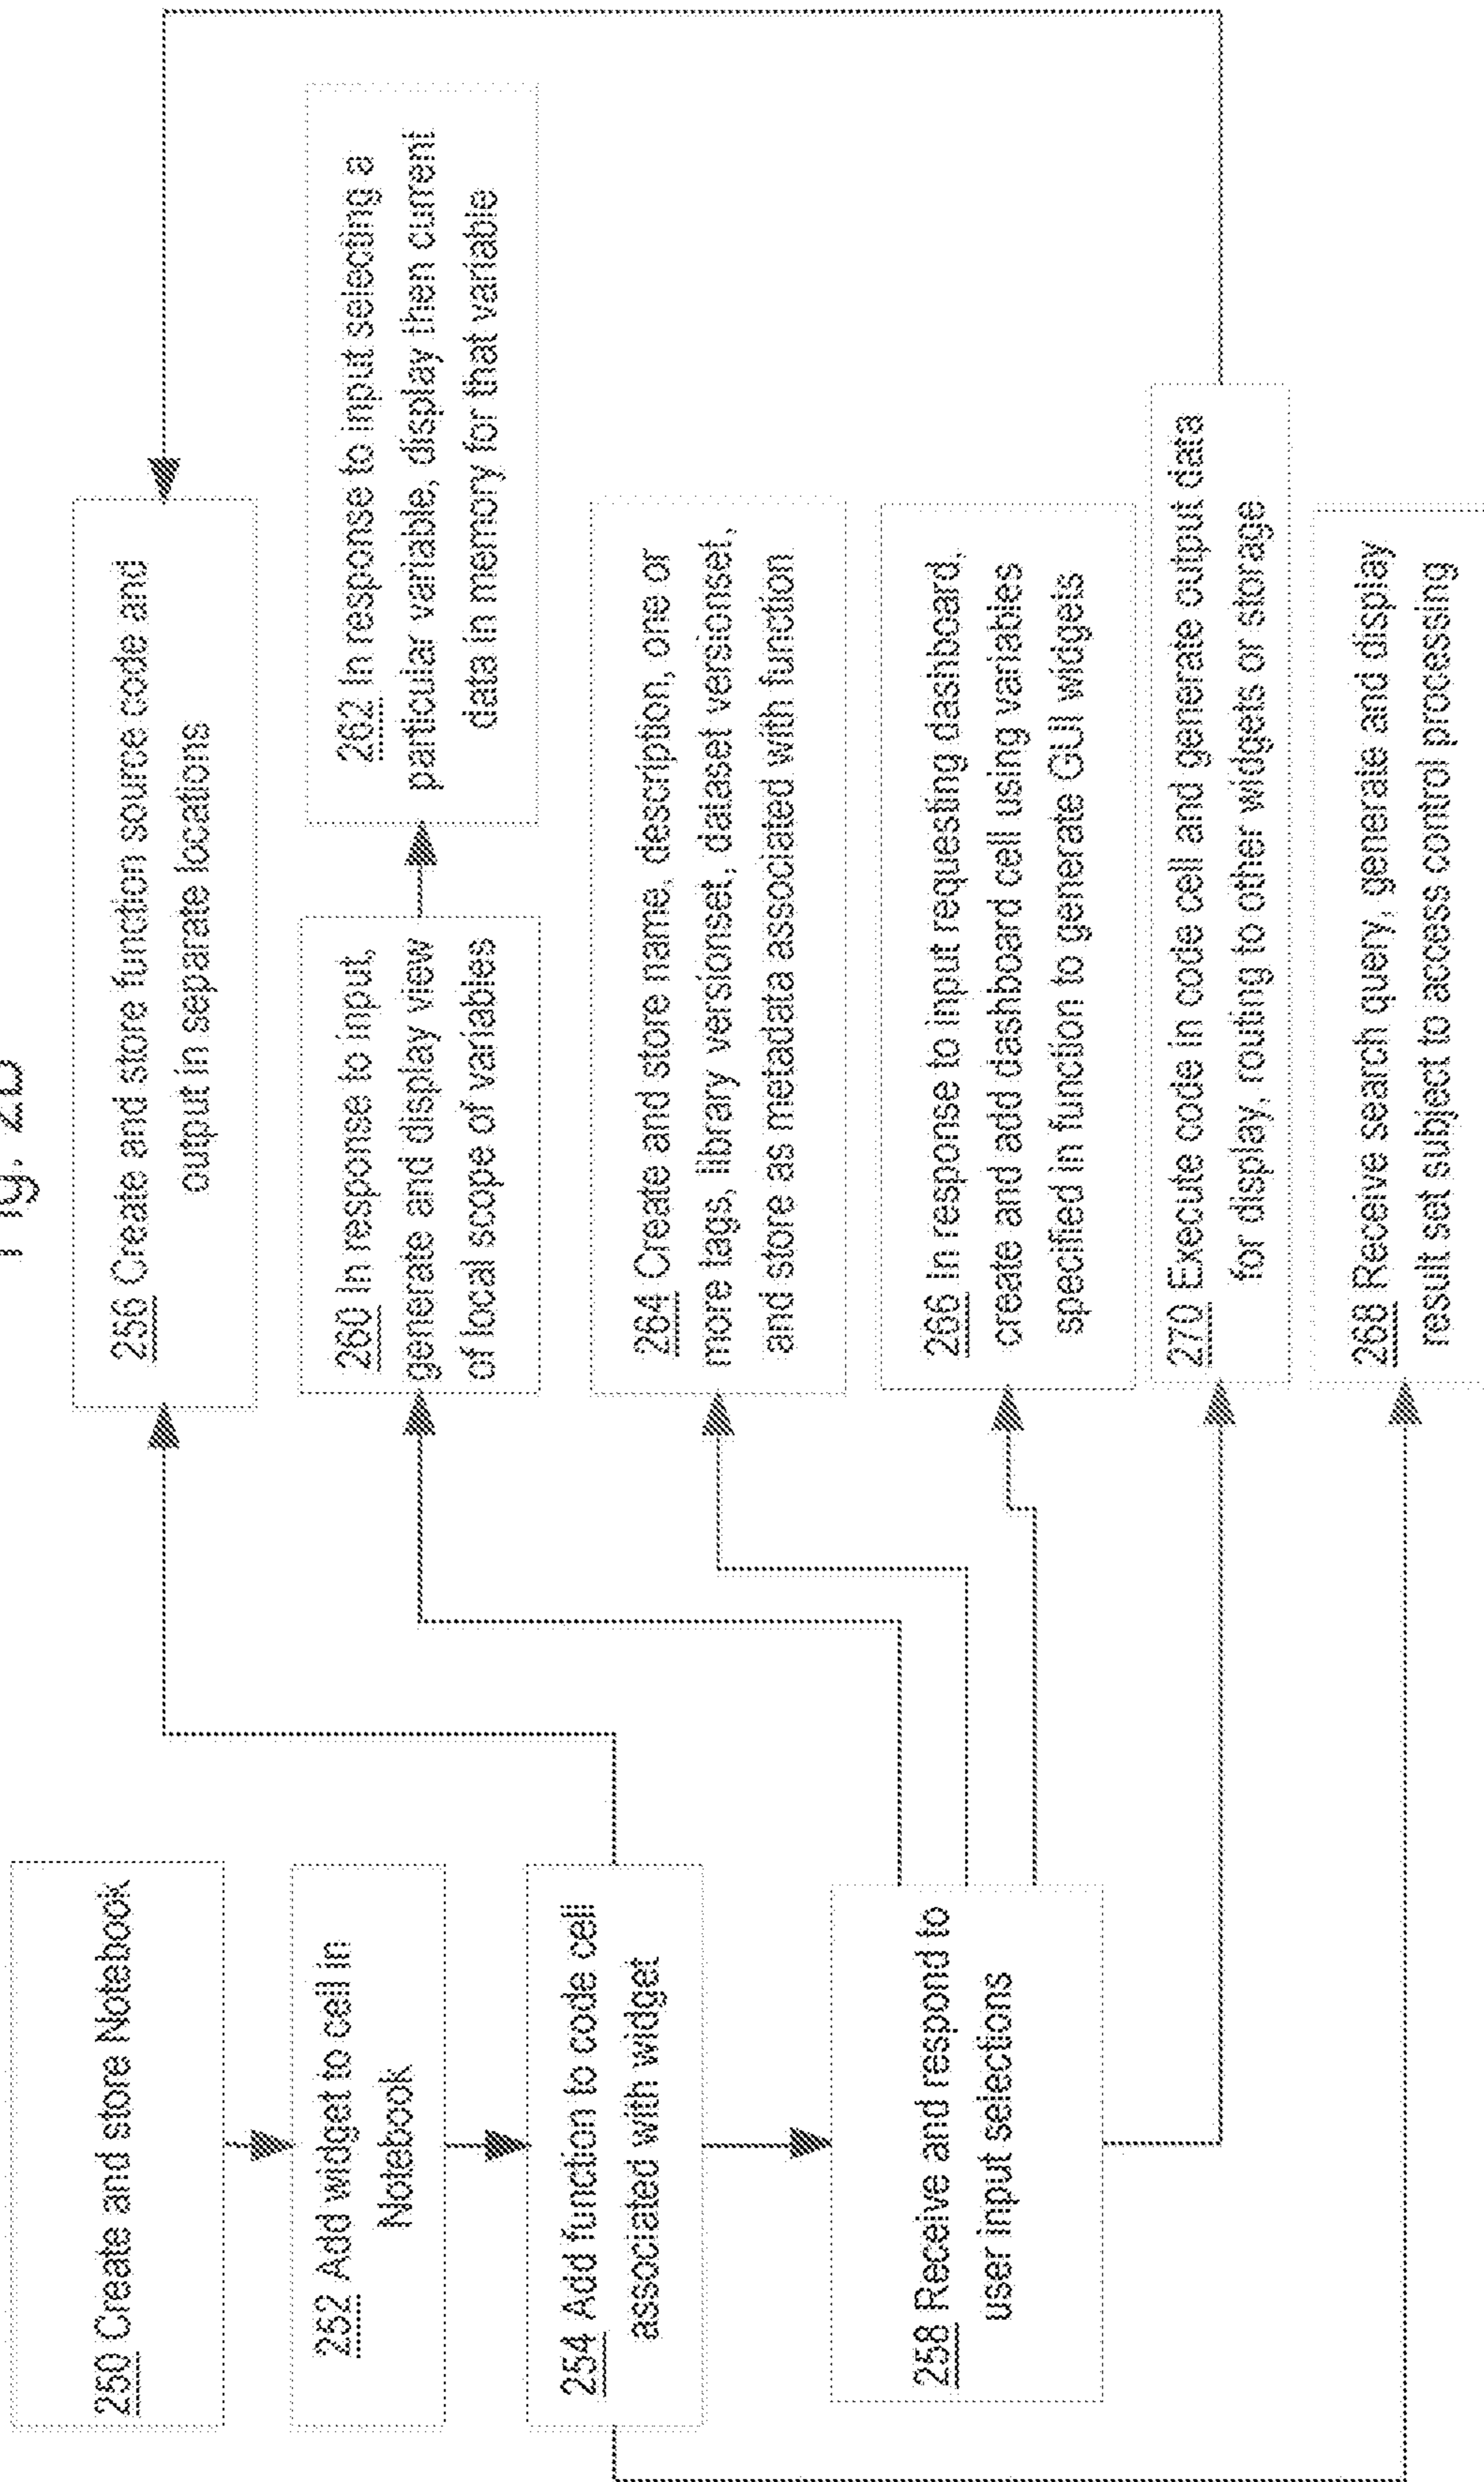 Fig. 2B
250 Create and store Notebook
252 Add widget to cell in
Notebook
254 Add function to code cell
associated with widget
258 Receive and respond to
user input selections
256 Create and store function source code and
output in separate locations
260 In response to input,
generate and display view
of local scope of variables
262 In response to input selecting a
particular variable, display then current
data in memory for that variable
264 Create and store name, description, one or
more tags, library versionset, dataset versionset,
and store as metadata associated with function
266 In response to input requesting dashboard,
create and add dashboard cell using variables
specified in function to generate GUI widgets
270 Execute code in code cell and generate output data
for display, routing to other widgets or storage
268 Receive search query, generate and display
result set subject to access control processing